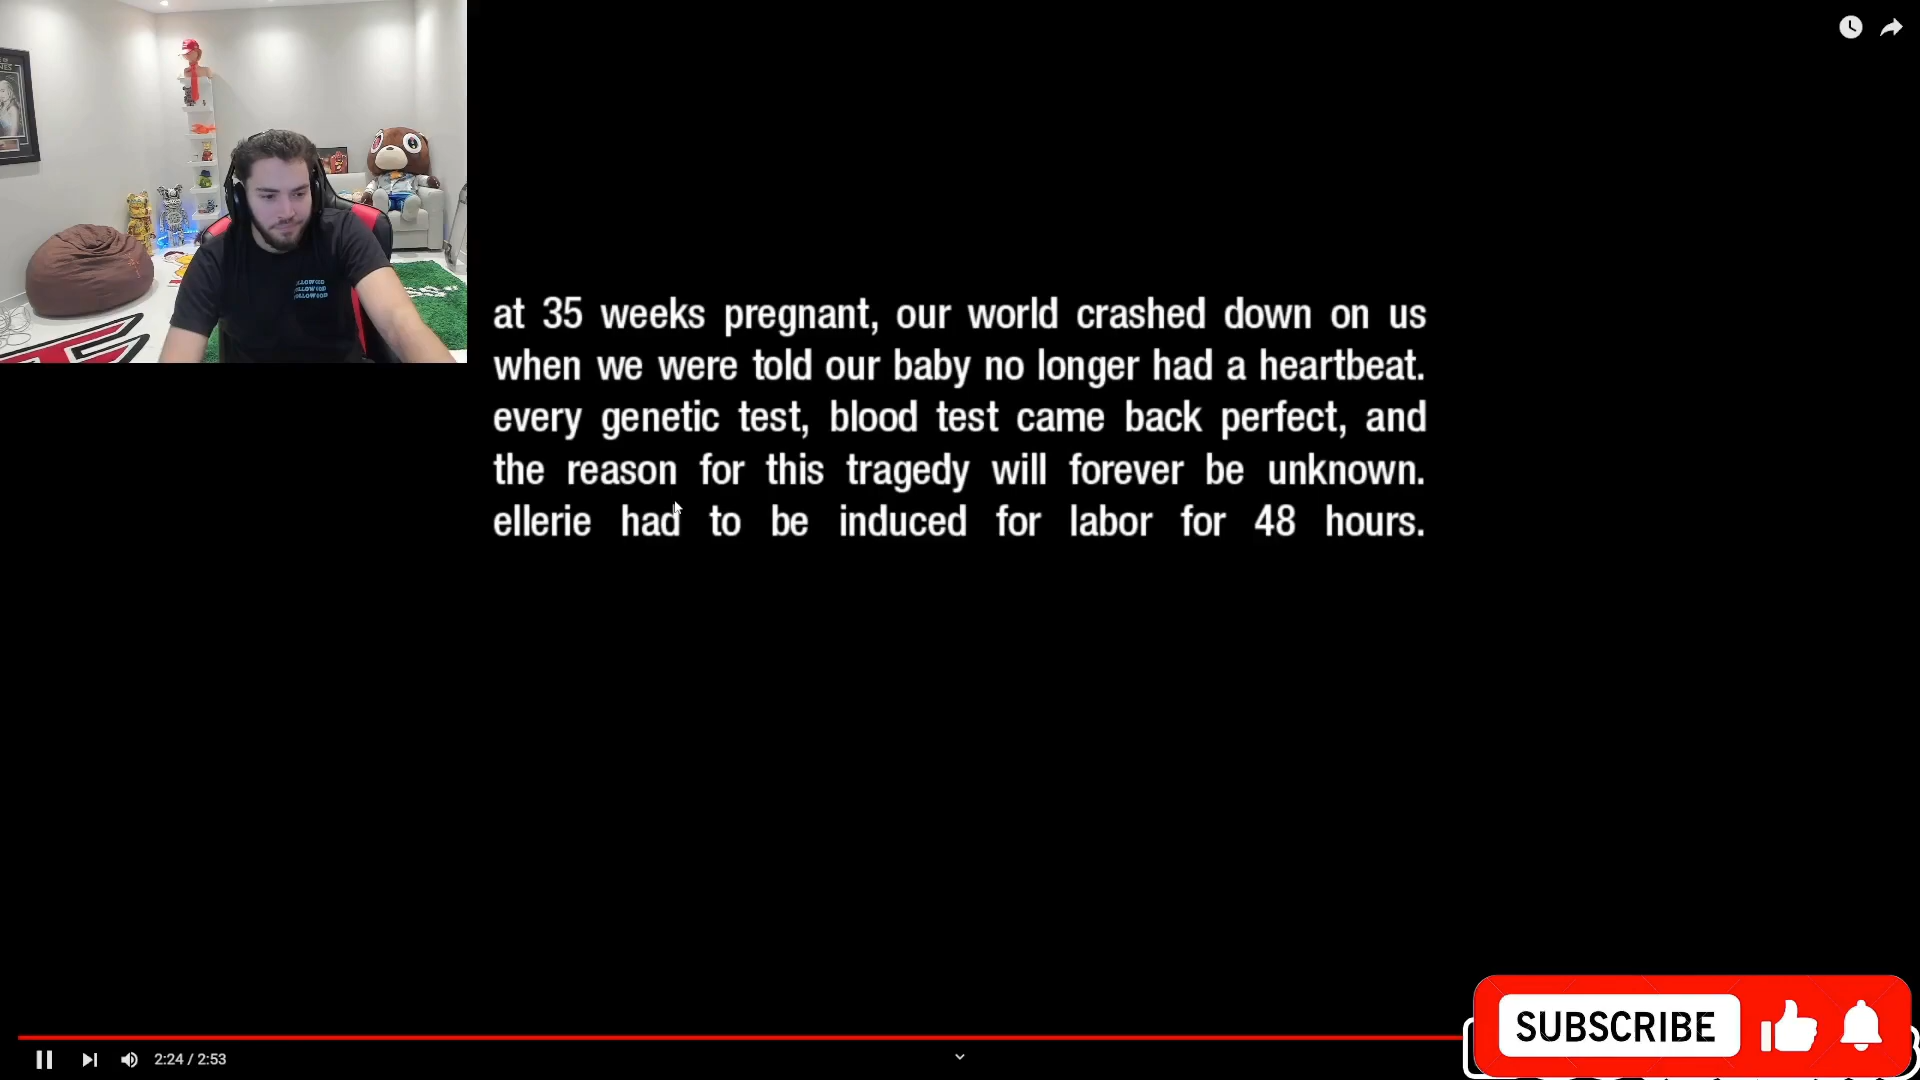 at 35 weeks pregnant, our world crashed down on us
when we were told our baby no longer had a heartbeat.
every genetic test, blood test came back perfect, and
the reason for this tragedy will forever be unknown.
ellerie had to be induced for labor for 48 hours.
SUBSCRIBE
2:24 / 2:53